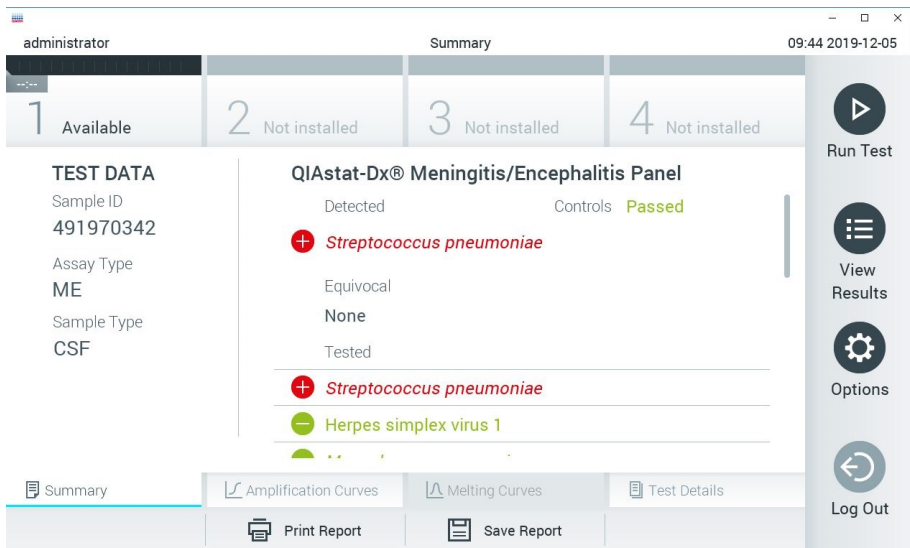 administrator
Summary
09:44 2019-12-05
--:--
1 Available
2 Not installed
3 Not installed
4 Not installed
Run Test
View
Results
Options
Log Out
TEST DATA
Sample ID
491970342
Assay Type
ME
Sample Type
CSF
QIAstat-Dx® Meningitis/Encephalitis Panel
Detected
Controls Passed
Streptococcus pneumoniae
Equivocal
None
Tested
Streptococcus pneumoniae
Herpes simplex virus 1
Summary
Amplification Curves
Melting Curves
Test Details
Print Report
Save Report